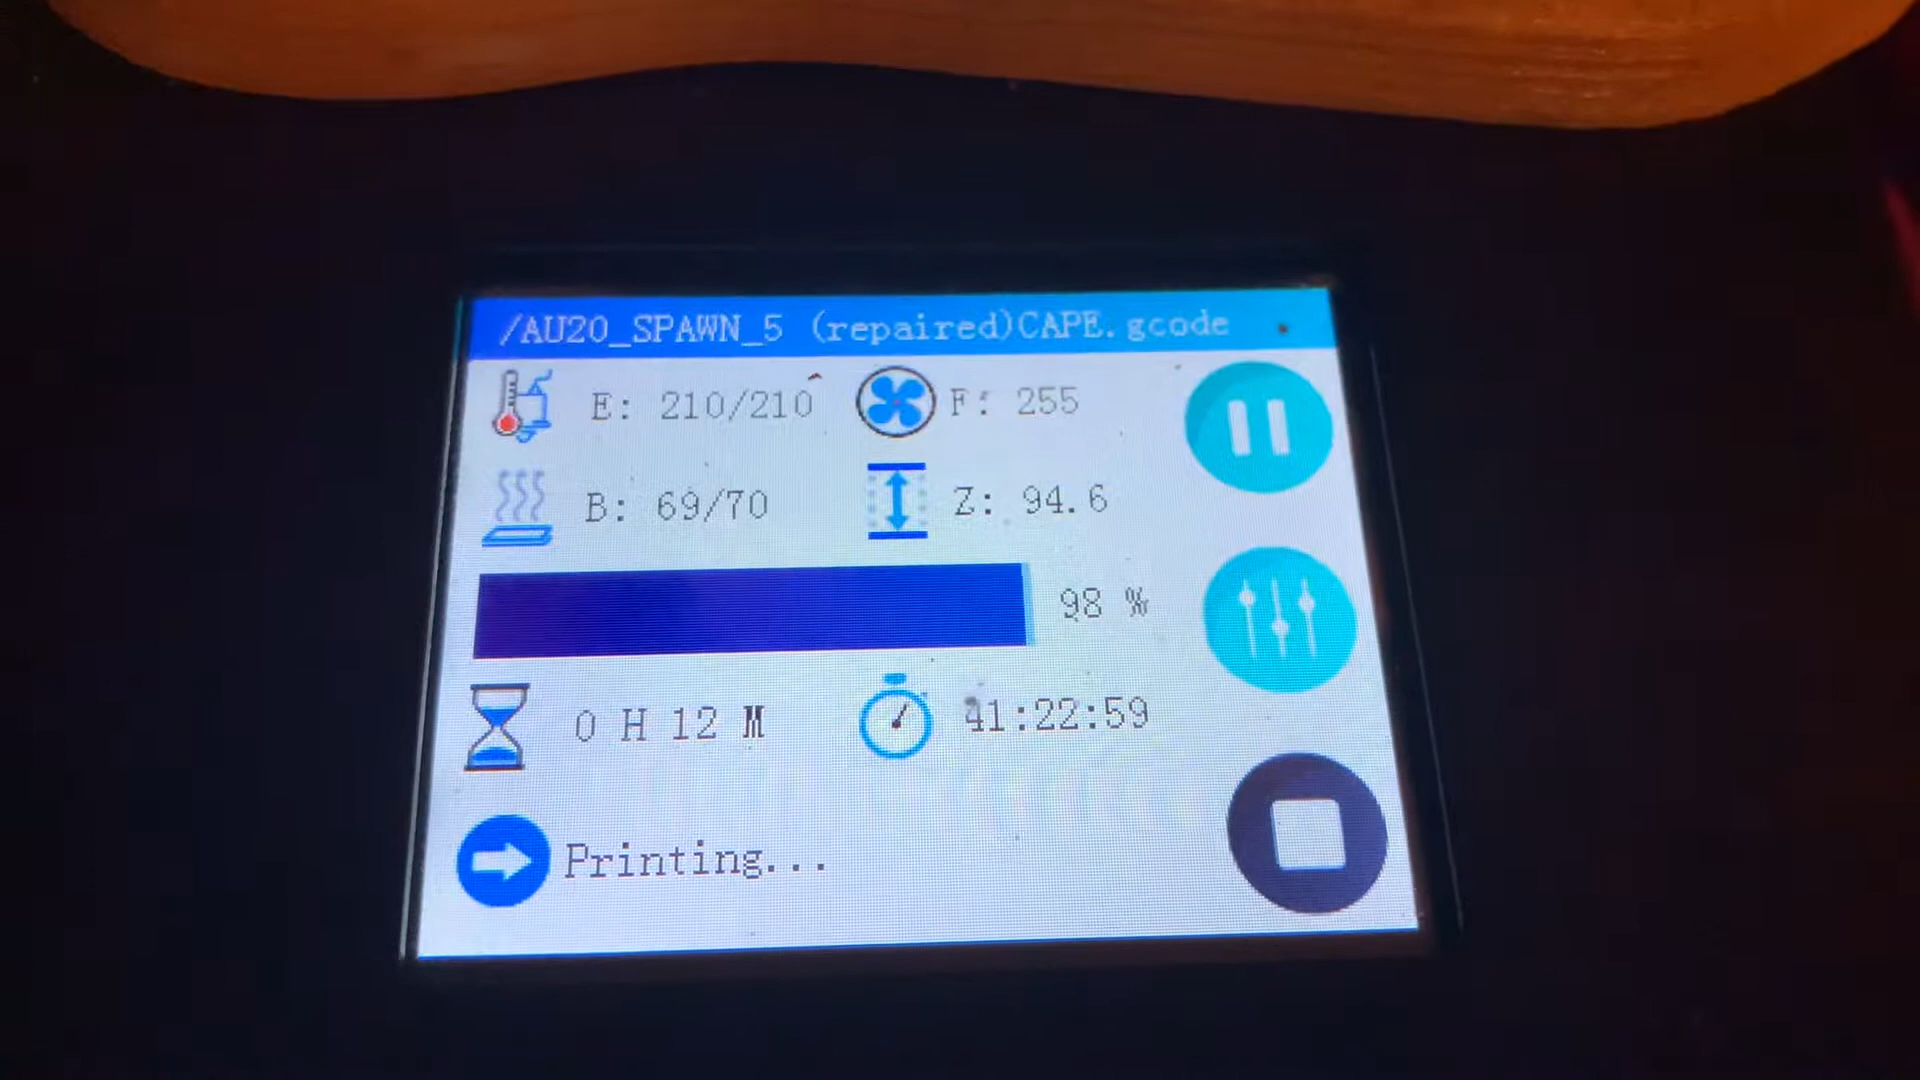 /AU20_SPAWN_5 (repaired)CAPE.gcode
E: 210/210 F: 255
B: 69/70 Z: 94.6
98 %
0 H 12 M 41:22:59
Printing...